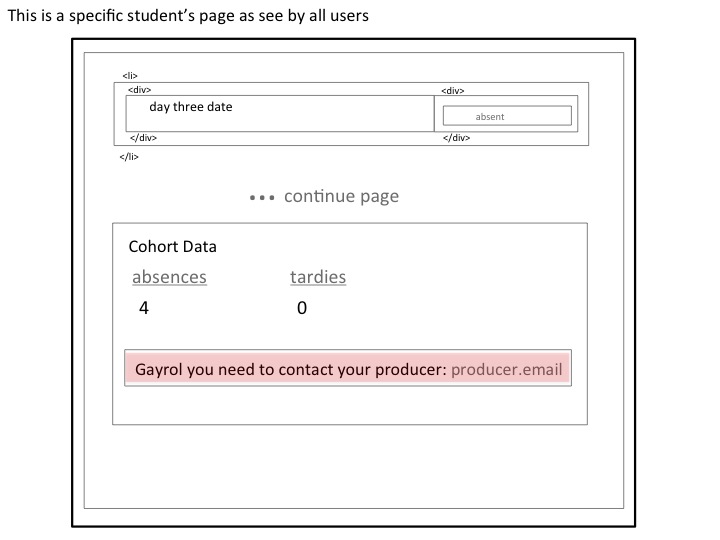 This is a specific student's page as see by all users
<li>
<div>
<div>
day three date
absent
</div>
</div>
</li>
••• continue page
Cohort Data
absences tardies
4 0
Gayrol you need to contact your producer: producer.email